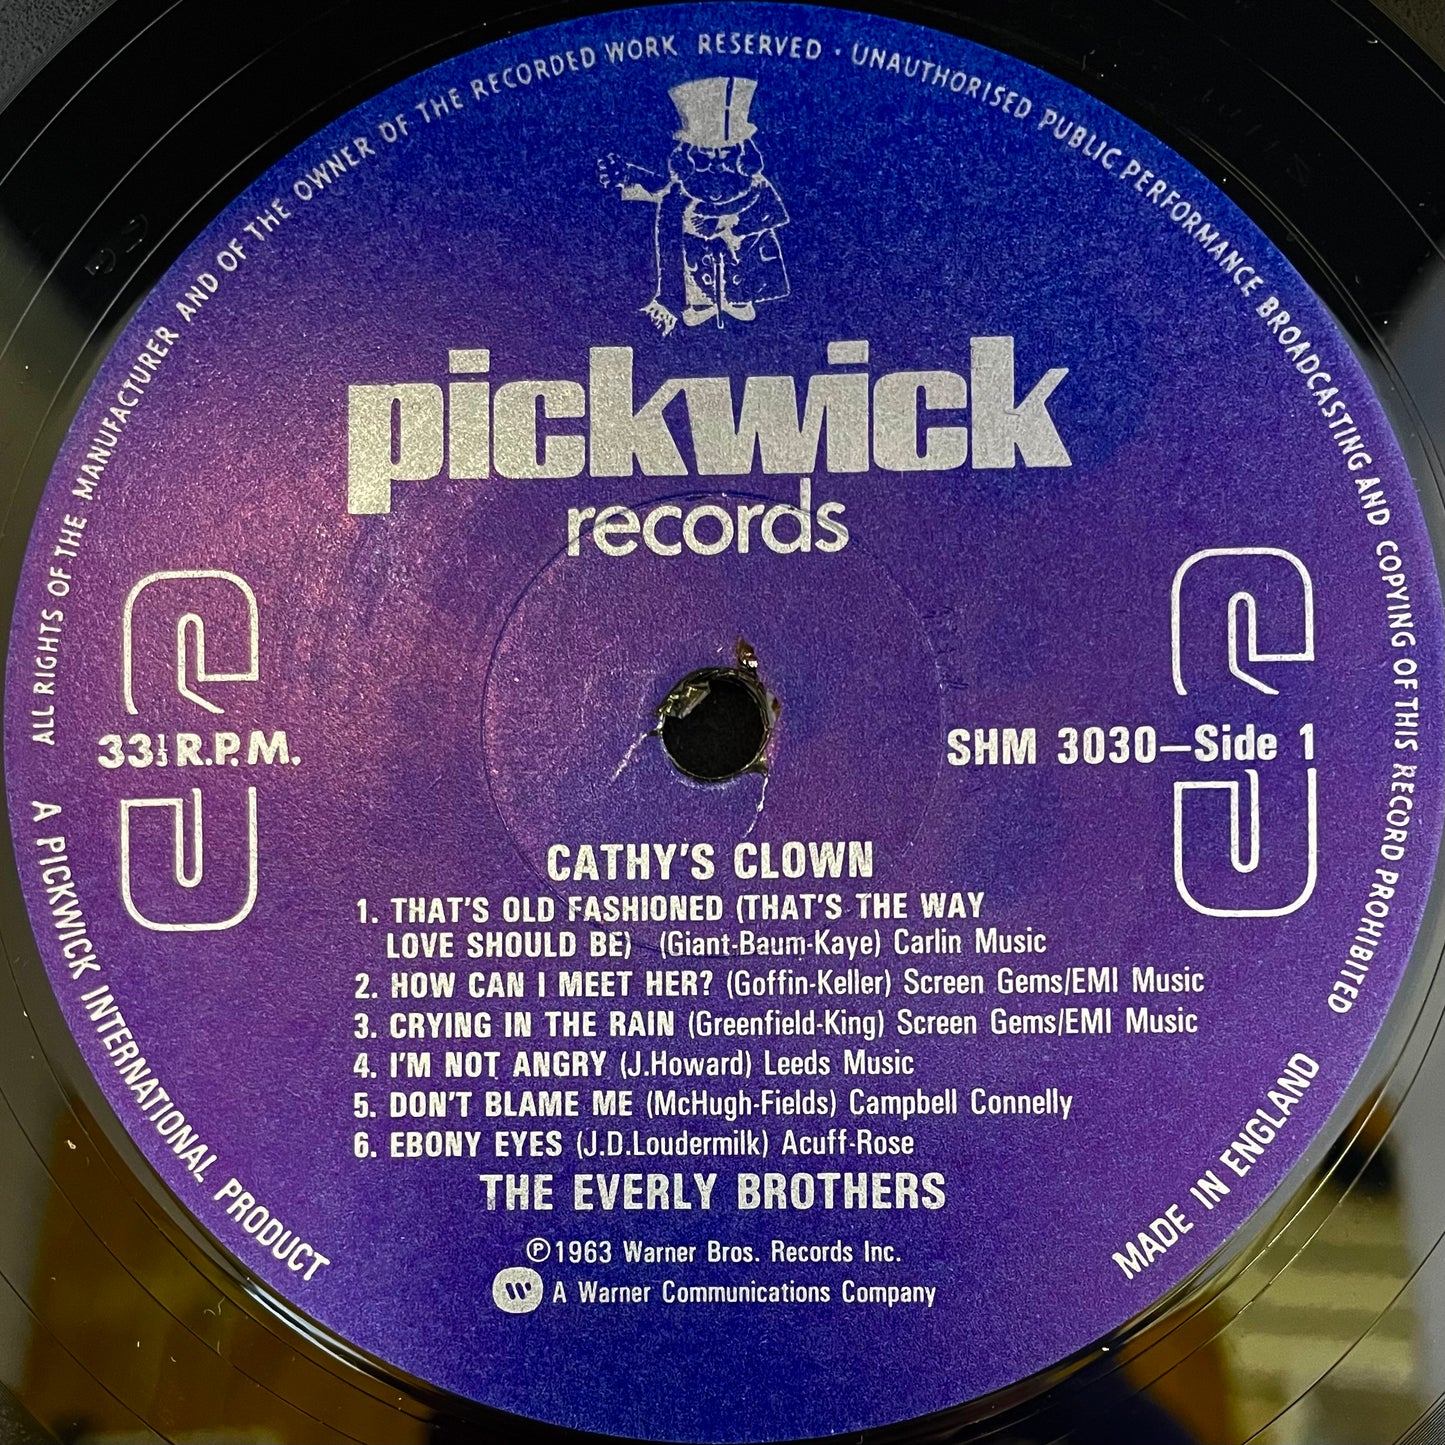 ALL RIGHTS OF THE MANUFACTURER AND OF THE OWNER OF THE RECORDED WORK RESERVED · UNAUTHORISED PUBLIC PERFORMANCE BROADCASTING AND COPYING OF THIS RECORD PROHIBITED
pickwick
records
S
S
33⅓ R.P.M.
SHM 3030–Side 1
CATHY'S CLOWN
1. THAT'S OLD FASHIONED (THAT'S THE WAY
LOVE SHOULD BE) (Giant-Baum-Kaye) Carlin Music
2. HOW CAN I MEET HER? (Goffin-Keller) Screen Gems/EMI Music
3. CRYING IN THE RAIN (Greenfield-King) Screen Gems/EMI Music
4. I'M NOT ANGRY (J.Howard) Leeds Music
5. DON'T BLAME ME (McHugh-Fields) Campbell Connelly
6. EBONY EYES (J.D.Loudermilk) Acuff-Rose
THE EVERLY BROTHERS
℗1963 Warner Bros. Records Inc.
W A Warner Communications Company
A PICKWICK INTERNATIONAL PRODUCT
MADE IN ENGLAND